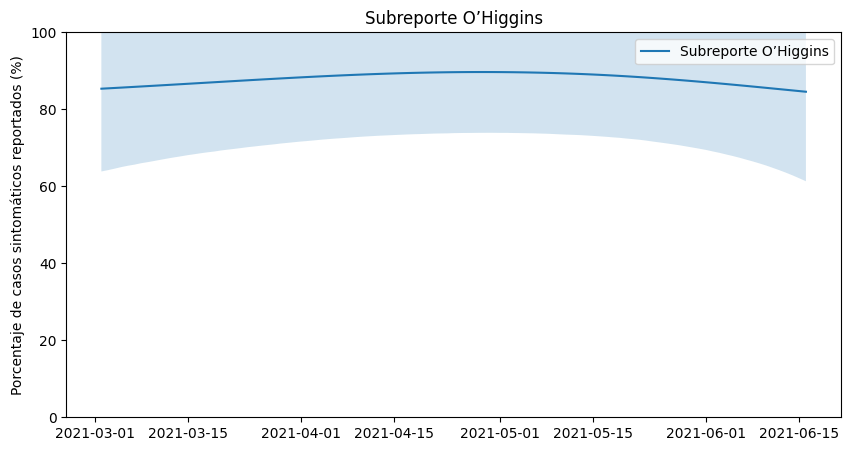 Subreporte O’Higgins
Subreporte O’Higgins
Porcentaje de casos sintomáticos reportados (%)
100
80
60
40
20
0
2021-03-01 2021-03-15 2021-04-01 2021-04-15 2021-05-01 2021-05-15 2021-06-01 2021-06-15